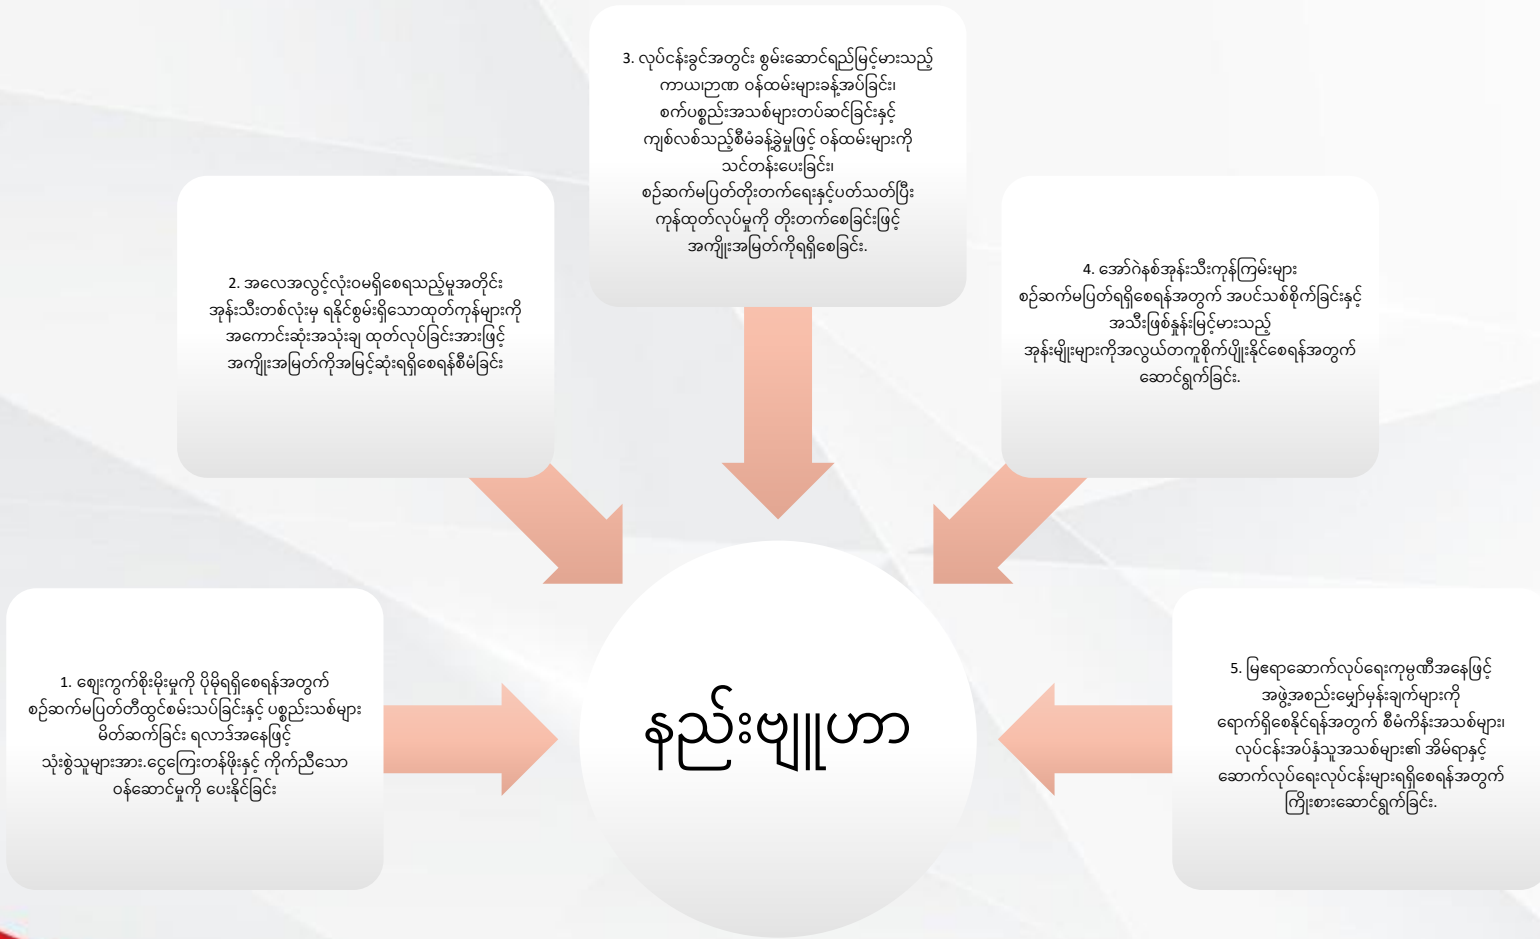 1. ဈေးကွက်စိုးမိုးမှုကို ပိုမိုရရှိစေရန်အတွက်
စဉ်ဆက်မပြတ်တီထွင်စမ်းသပ်ခြင်းနှင့် ပစ္စည်းသစ်များ
မိတ်ဆက်ခြင်း ရလာဒ်အနေဖြင့်
သုံးစွဲသူများအား.ငွေကြေးတန်ဖိုးနှင့် ကိုက်ညီသော
ဝန်ဆောင်မှုကို ပေးနိုင်ခြင်း
2. အလေအလွင့်လုံးဝမရှိစေရသည့်မူအတိုင်း
အုန်းသီးတစ်လုံးမှ ရနိုင်စွမ်းရှိသောထုတ်ကုန်များကို
အကောင်းဆုံးအသုံးချ ထုတ်လုပ်ခြင်းအားဖြင့်
အကျိုးအမြတ်ကိုအမြင့်ဆုံးရရှိစေရန်စီမံခြင်း
3. လုပ်ငန်းခွင်အတွင်း စွမ်းဆောင်ရည်မြင့်မားသည့်
ကာယ၊ဉာဏ ဝန်ထမ်းများခန့်အပ်ခြင်း၊
စက်ပစ္စည်းအသစ်များတပ်ဆင်ခြင်းနှင့်
ကျစ်လစ်သည့်စီမံခန့်ခွဲမှုဖြင့် ဝန်ထမ်းများကို
သင်တန်းပေးခြင်း၊
စဉ်ဆက်မပြတ်တိုးတက်ရေးနှင့်ပတ်သတ်ပြီး
ကုန်ထုတ်လုပ်မှုကို တိုးတက်စေခြင်းဖြင့်
အကျိုးအမြတ်ကိုရရှိစေခြင်း.
4. အော်ဂဲနစ်အုန်းသီးကုန်ကြမ်းများ
စဉ်ဆက်မပြတ်ရရှိစေရန်အတွက် အပင်သစ်စိုက်ခြင်းနှင့်
အသီးဖြစ်နှုန်းမြင့်မားသည့်
အုန်းမျိုးများကိုအလွယ်တကူစိုက်ပျိုးနိုင်စေရန်အတွက်
ဆောင်ရွက်ခြင်း.
5. မြဧရာဆောက်လုပ်ရေးကုမ္ပဏီအနေဖြင့်
အဖွဲ့အစည်းမျှော်မှန်းချက်များကို
ရောက်ရှိစေနိုင်ရန်အတွက် စီမံကိန်းအသစ်များ၊
လုပ်ငန်းအပ်နှံသူအသစ်များ၏ အိမ်ရာနှင့်
ဆောက်လုပ်ရေးလုပ်ငန်းများရရှိစေရန်အတွက်
ကြိုးစားဆောင်ရွက်ခြင်း.
နည်းဗျူဟာ